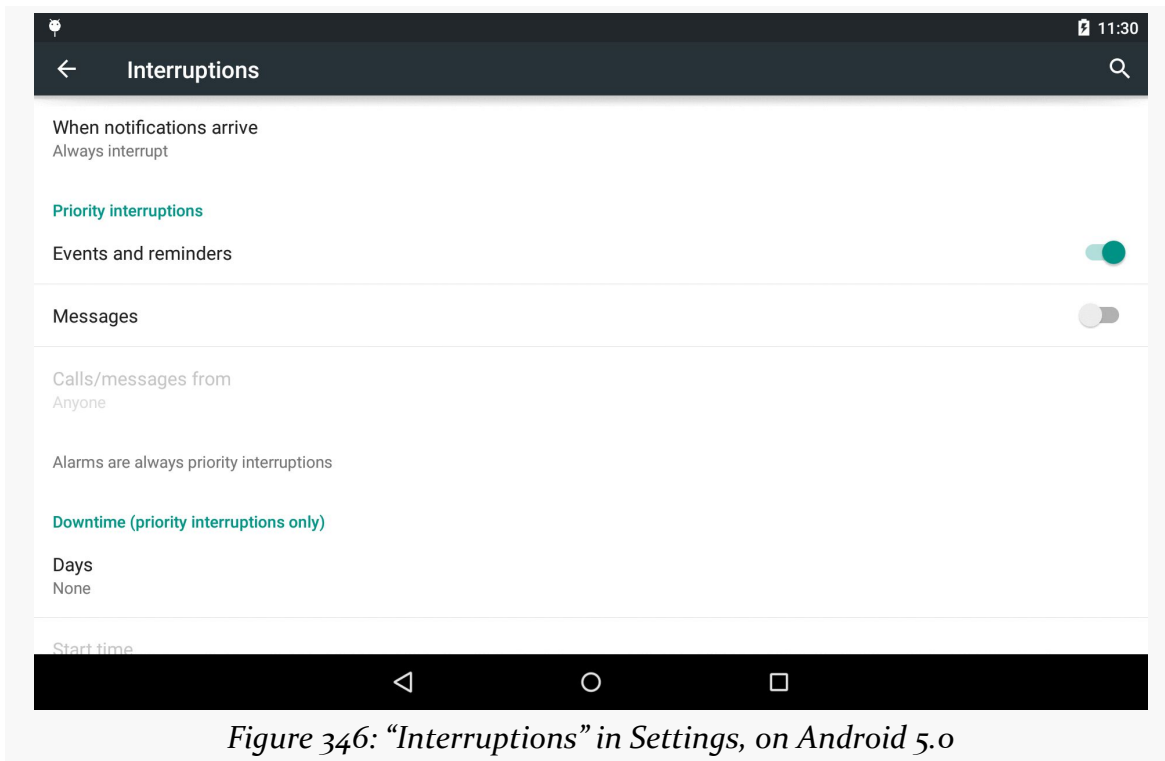 11:30
Interruptions
When notifications arrive
Always interrupt
Priority interruptions
Events and reminders
Messages
Calls/messages from
Anyone
Alarms are always priority interruptions
Downtime (priority interruptions only)
Days
None
Start time
Figure 346: “Interruptions” in Settings, on Android 5.0